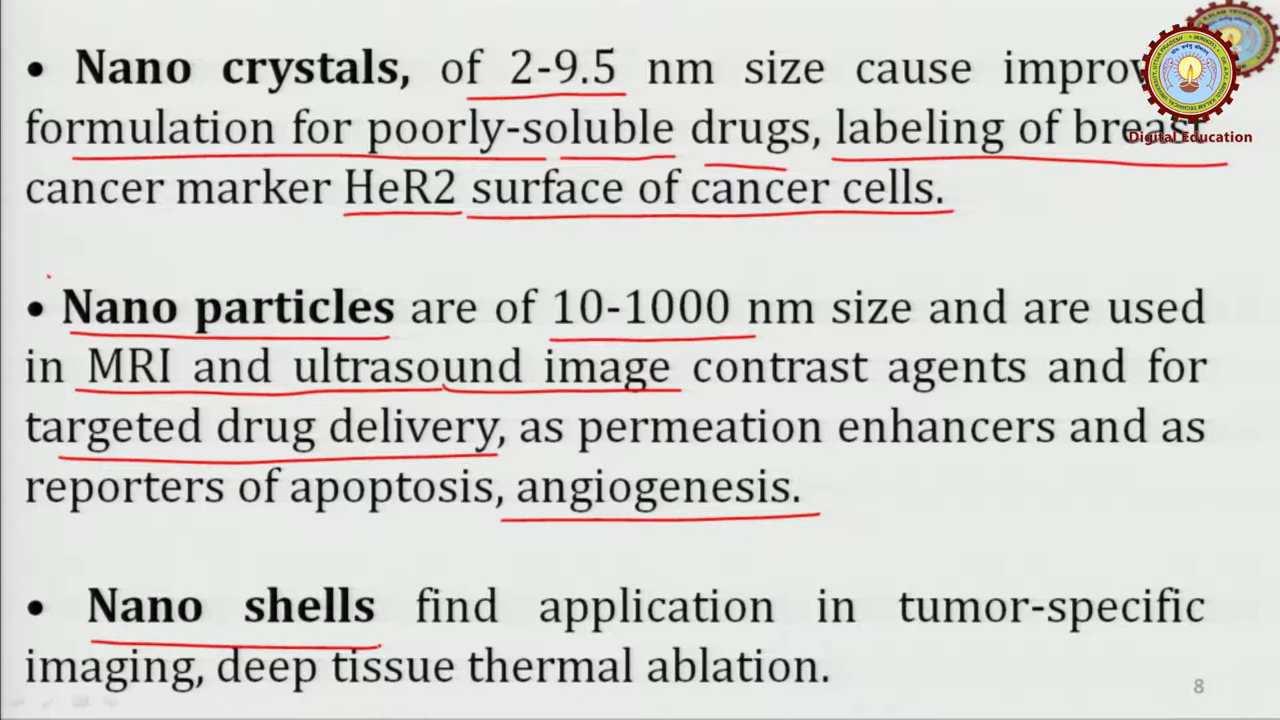 • Nano crystals, of 2-9.5 nm size cause
formulation for poorly-soluble drugs, labeling of breast
cancer marker HeR2 surface of cancer cells.
• Nano particles are of 10-1000 nm size and are used
in MRI and ultrasound image contrast agents and for
targeted drug delivery, as permeation enhancers and as
reporters of apoptosis, angiogenesis.
• Nano shells find application in tumor-specific
imaging, deep tissue thermal ablation.
8
Digital Education